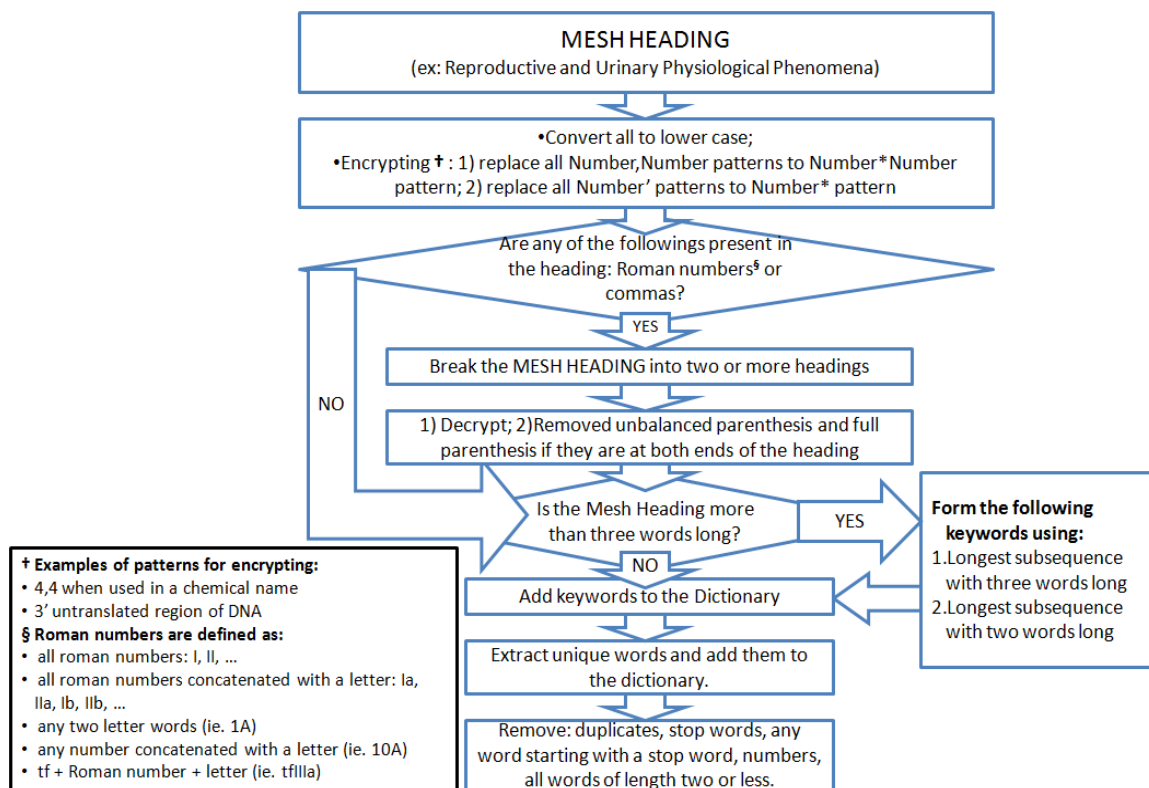 MESH HEADING
(ex: Reproductive and Urinary Physiological Phenomena)
•Convert all to lower case;
•Encrypting † : 1) replace all Number,Number patterns to Number*Number
pattern; 2) replace all Number’ patterns to Number* pattern
Are any of the followings present in
the heading: Roman numbers§ or
commas?
YES
Break the MESH HEADING into two or more headings
NO
1) Decrypt; 2)Removed unbalanced parenthesis and full
parenthesis if they are at both ends of the heading
Is the Mesh Heading more
than three words long?
YES
Form the following
keywords using:
1.Longest subsequence
with three words long
2.Longest subsequence
with two words long
NO
Add keywords to the Dictionary
Extract unique words and add them to
the dictionary.
Remove: duplicates, stop words, any
word starting with a stop word, numbers,
all words of length two or less.
† Examples of patterns for encrypting:
• 4,4 when used in a chemical name
• 3’ untranslated region of DNA
§ Roman numbers are defined as:
• all roman numbers: I, II, …
• all roman numbers concatenated with a letter: Ia,
IIa, Ib, IIb, …
• any two letter words (ie. 1A)
• any number concatenated with a letter (ie. 10A)
• tf + Roman number + letter (ie. tfIIIa)